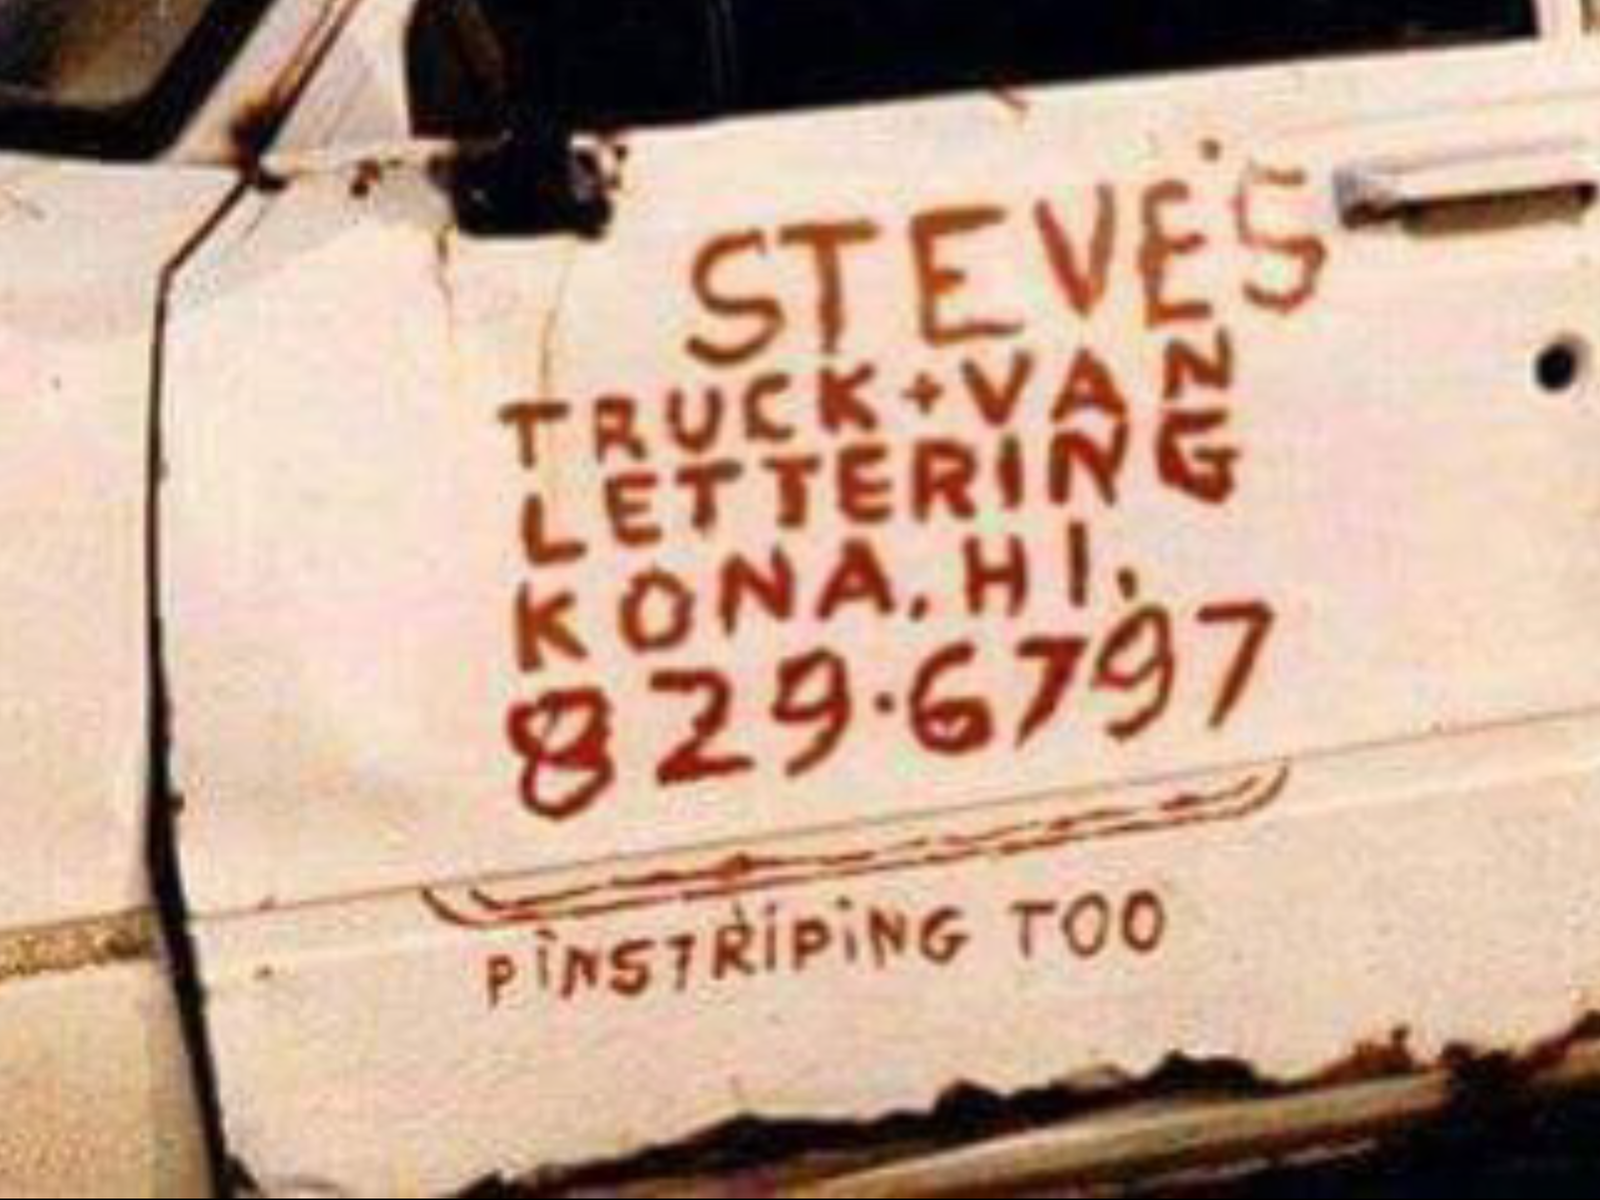 STEVE'S
TRUCK+VAN
LETTERING
KONA.HI.
829·6797
PiNSTRiPiNG TOO